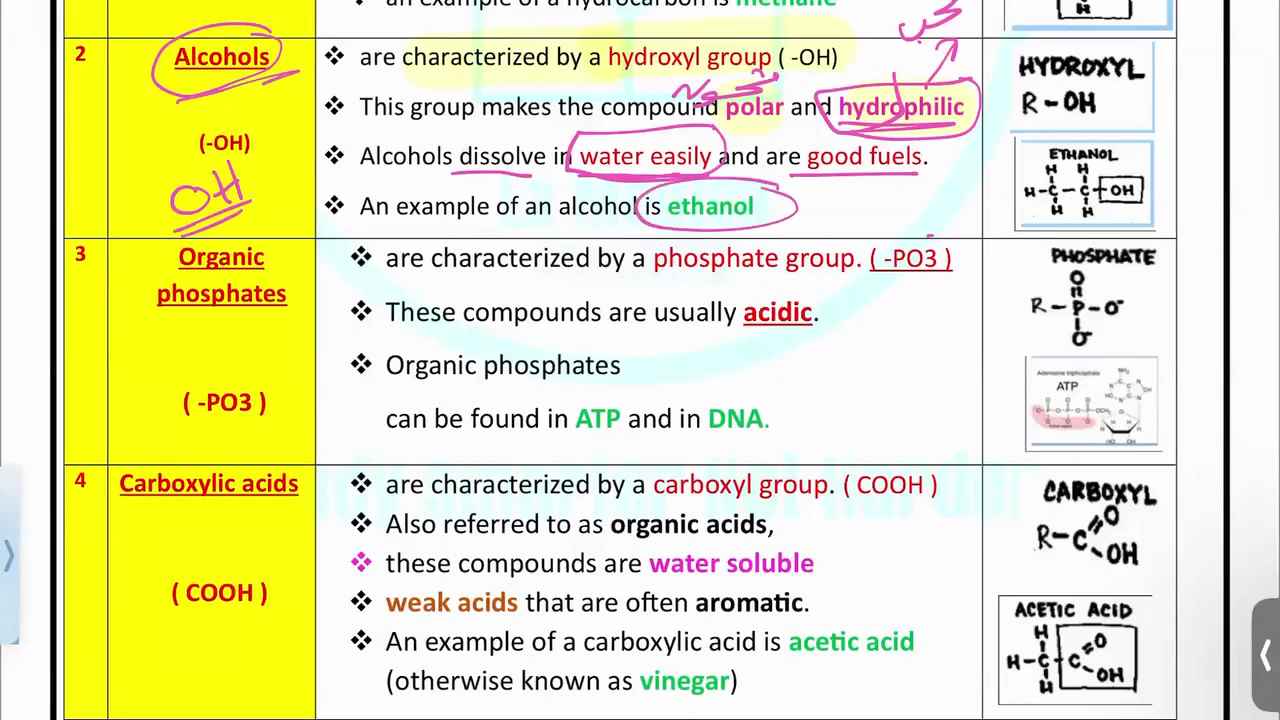 an example of a hydrocarbon is methane
H
2
Alcohols
(-OH)
OH
❖ are characterized by a hydroxyl group ( -OH)
❖ This group makes the compound polar and hydrophilic
❖ Alcohols dissolve in water easily and are good fuels.
❖ An example of an alcohol is ethanol
HYDROXYL
R-OH
ETHANOL
H H
H-C-C-OH
H H
3
Organic
phosphates
( -PO3 )
❖ are characterized by a phosphate group. ( -PO3 )
❖ These compounds are usually acidic.
❖ Organic phosphates
can be found in ATP and in DNA.
PHOSPHATE
O
R-P-O⁻
O⁻
Adenosine triphosphate
ATP
4
Carboxylic acids
( COOH )
❖ are characterized by a carboxyl group. ( COOH )
❖ Also referred to as organic acids,
❖ these compounds are water soluble
❖ weak acids that are often aromatic.
❖ An example of a carboxylic acid is acetic acid
(otherwise known as vinegar)
CARBOXYL
O
R-C
OH
ACETIC ACID
H
O
H-C-C
OH
H